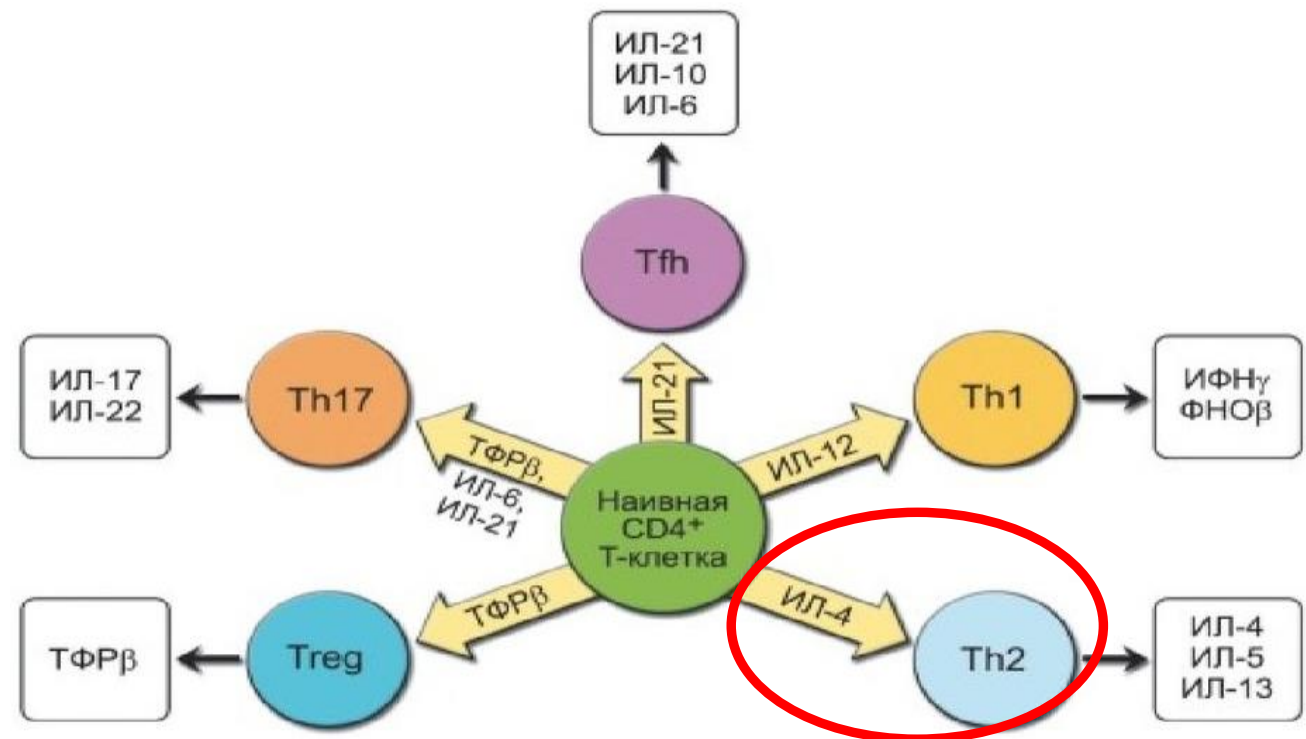 ИЛ-21
ИЛ-10
ИЛ-6
Tfh
ИЛ-17
ИЛ-22
Th17
ИЛ-21
Th1
ИФНγ
ФНОβ
ТФРβ,
ИЛ-6,
ИЛ-21
ИЛ-12
Наивная
CD4⁺
Т-клетка
ТФРβ
Treg
ТФРβ
ИЛ-4
Th2
ИЛ-4
ИЛ-5
ИЛ-13